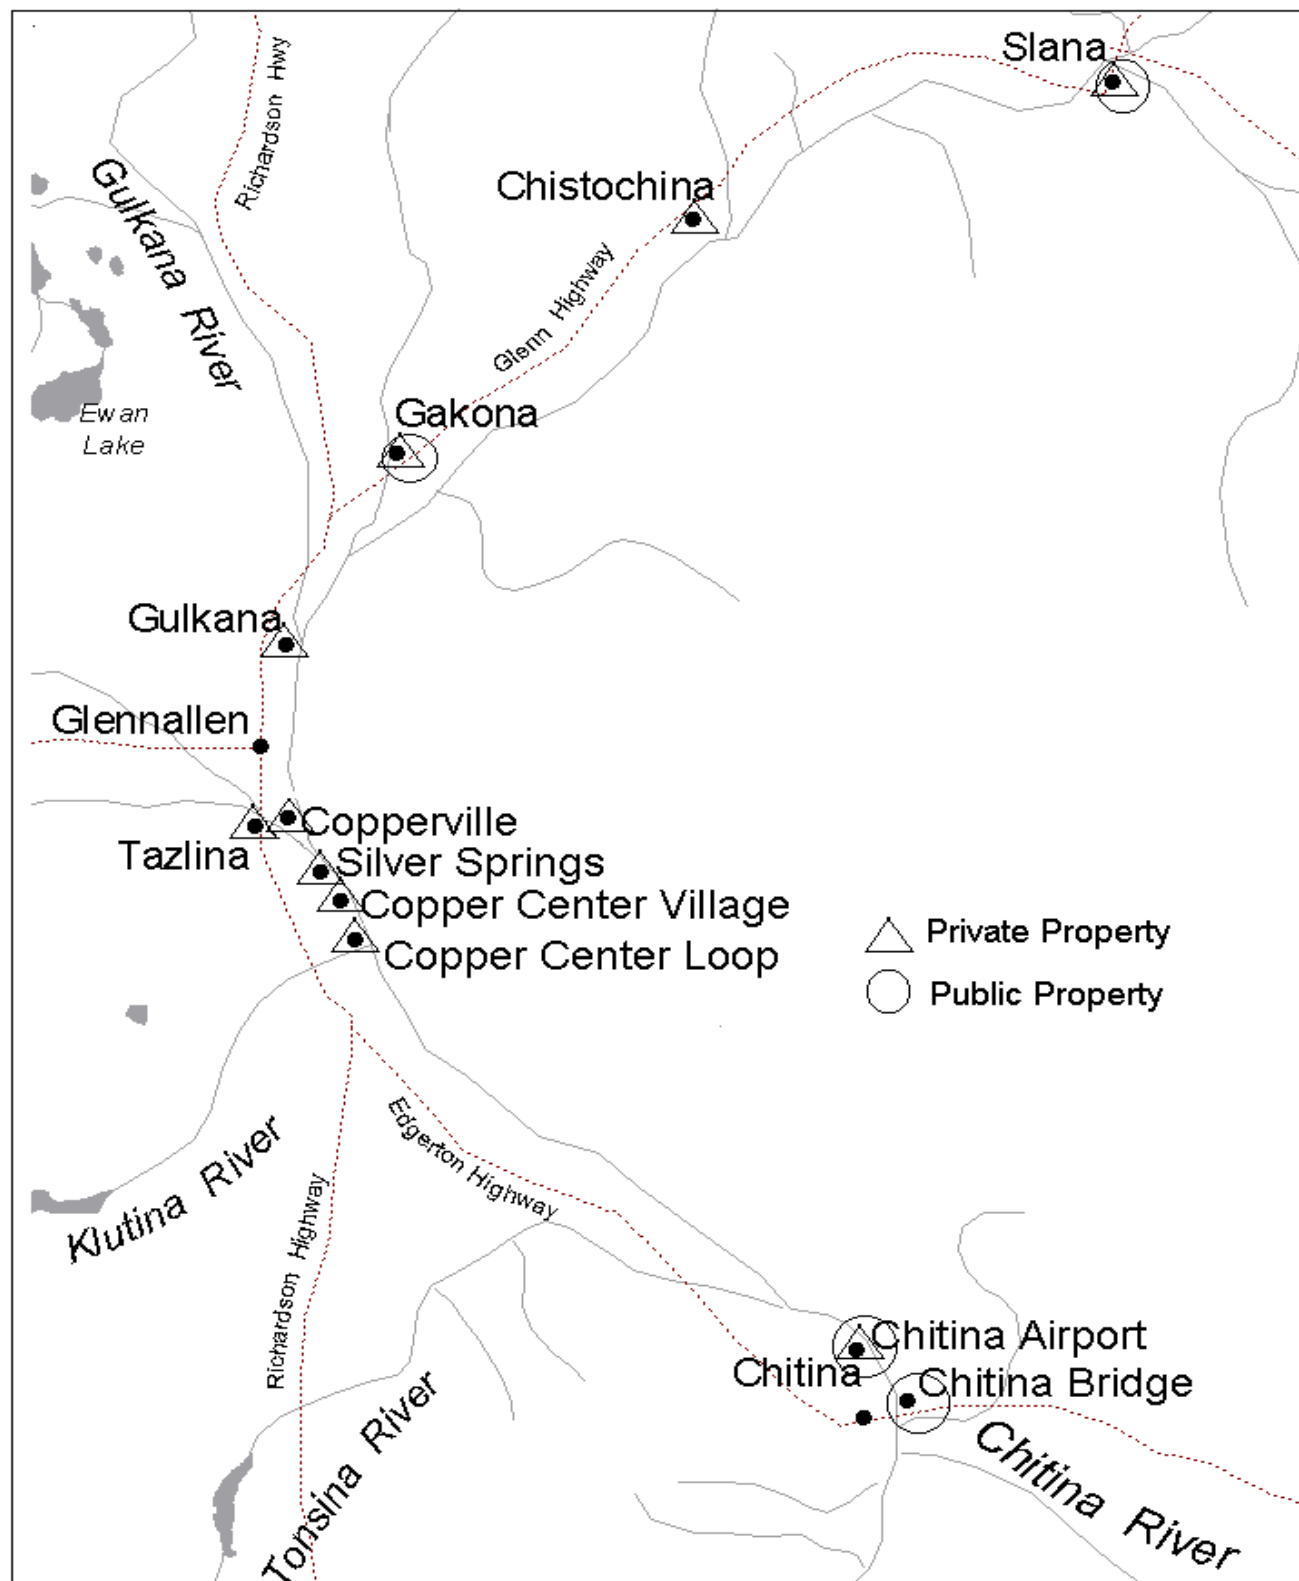 Slana
Richardson Hwy
Gulkana River
Chistochina
Glenn Highway
Ewan
Lake
Gakona
Gulkana
Glennallen
Copperville
Tazlina
Silver Springs
Copper Center Village
Copper Center Loop
Private Property
Public Property
Klutina River
Edgerton Highway
Richardson Highway
Chitina Airport
Chitina
Chitina Bridge
Tonsina River
Chitina River